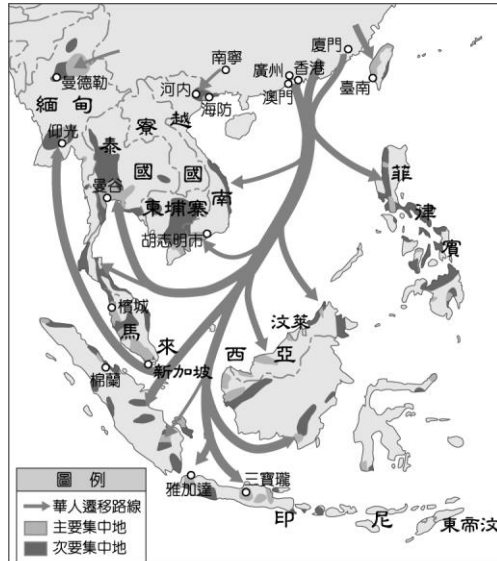 廈門
南寧
廣州
香港
澳門
臺南
曼德勒
河內
海防
緬甸
仰光
泰國
寮國
越南
曼谷
柬埔寨
胡志明市
菲律賓
檳城
馬來西亞
汶萊
新加坡
棉蘭
雅加達
三寶瓏
印尼
東帝汶
圖例
華人遷移路線
主要集中地
次要集中地